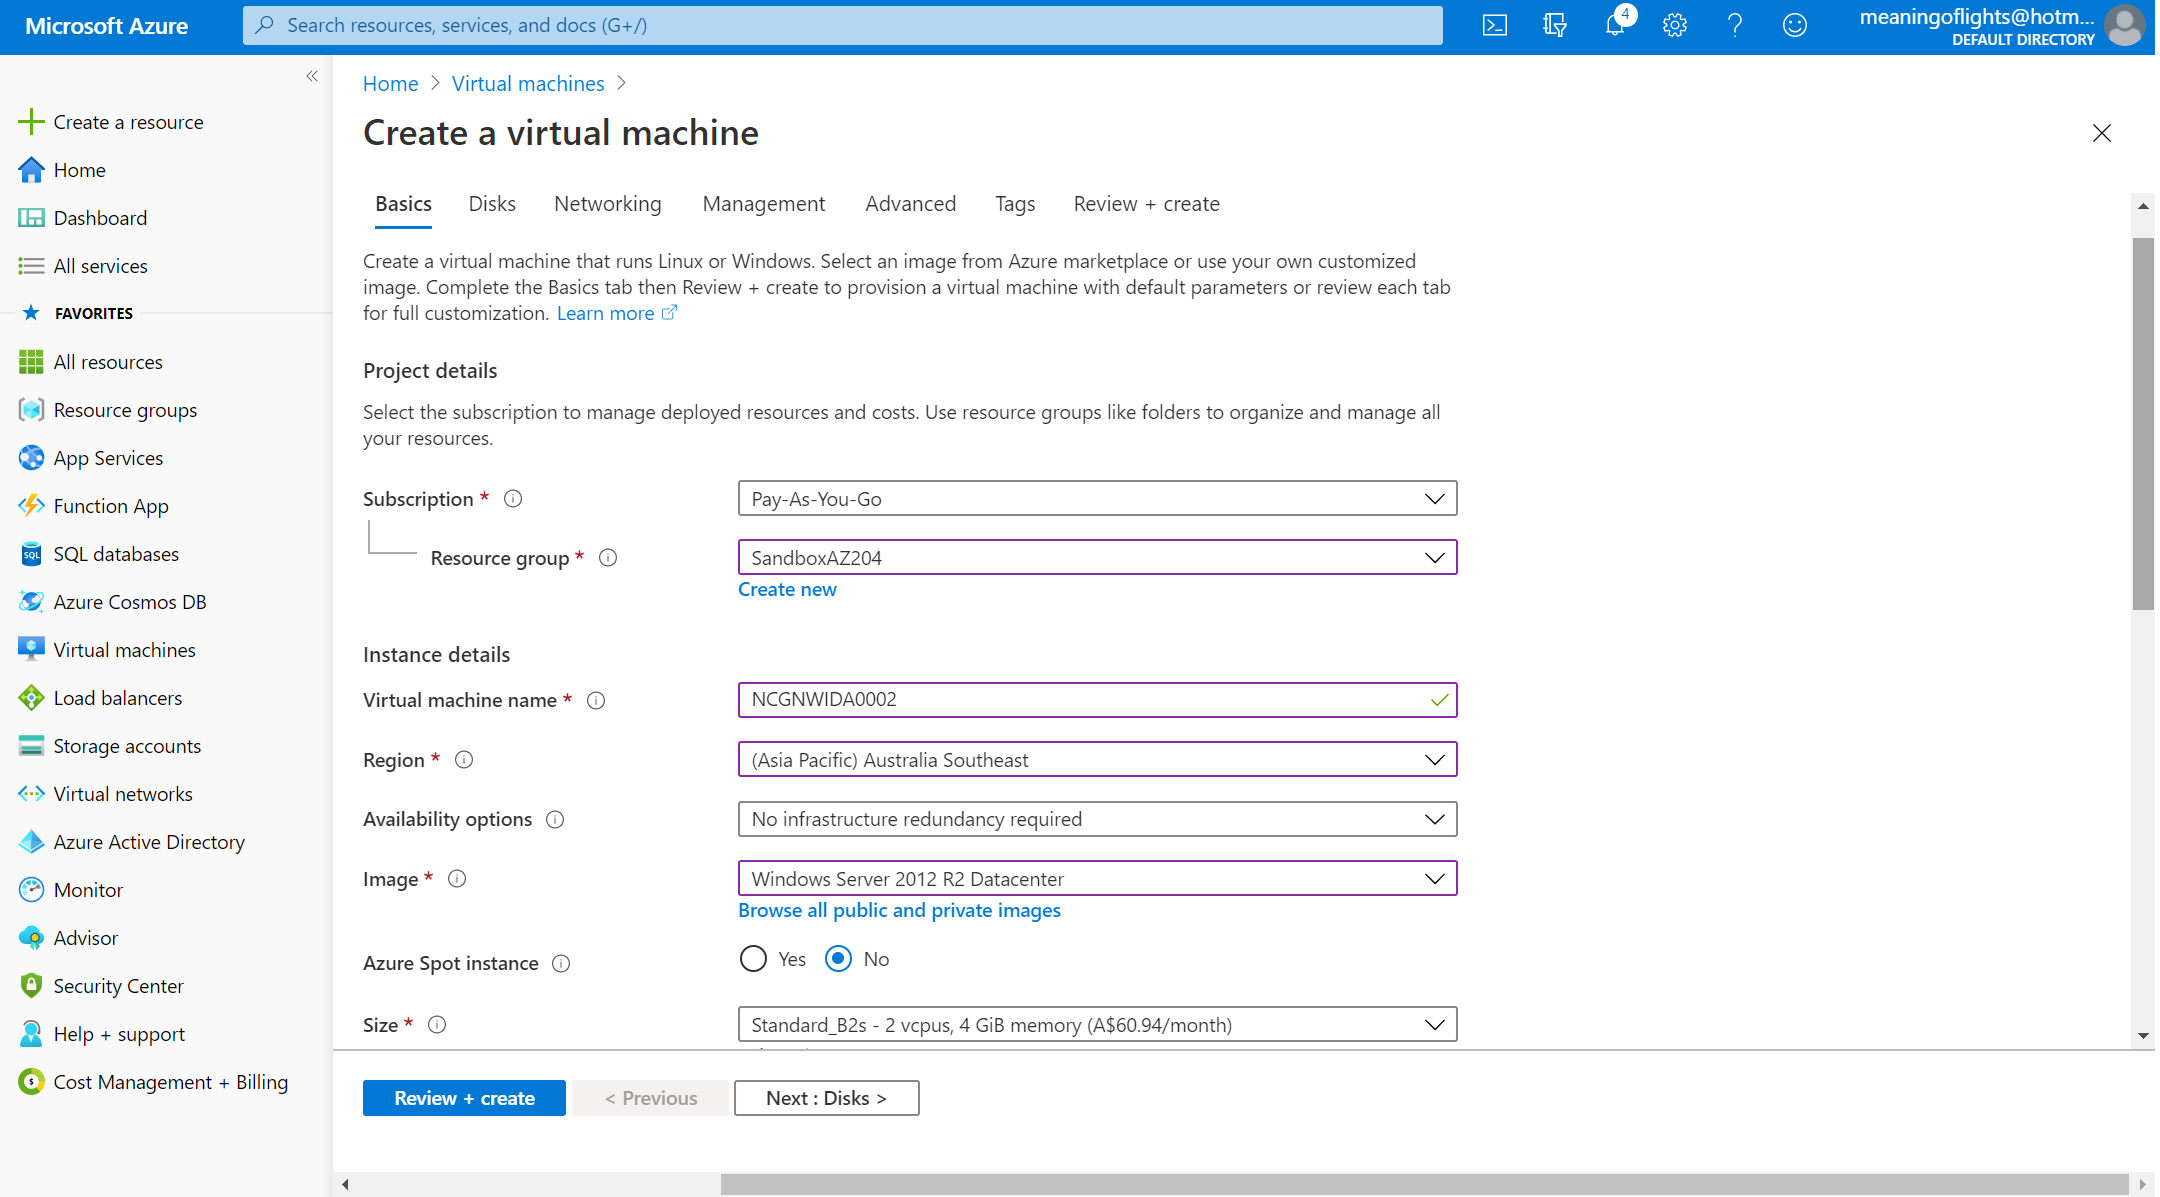 Microsoft Azure
Search resources, services, and docs (G+/)
4
meaningoflights@hotm...
DEFAULT DIRECTORY
Create a resource
Home
Dashboard
All services
FAVORITES
All resources
Resource groups
App Services
Function App
SQL databases
Azure Cosmos DB
Virtual machines
Load balancers
Storage accounts
Virtual networks
Azure Active Directory
Monitor
Advisor
Security Center
Help + support
Cost Management + Billing
Home > Virtual machines >
Create a virtual machine
Basics Disks Networking Management Advanced Tags Review + create
Create a virtual machine that runs Linux or Windows. Select an image from Azure marketplace or use your own customized
image. Complete the Basics tab then Review + create to provision a virtual machine with default parameters or review each tab
for full customization. Learn more
Project details
Select the subscription to manage deployed resources and costs. Use resource groups like folders to organize and manage all
your resources.
Subscription * Pay-As-You-Go
Resource group * SandboxAZ204
Create new
Instance details
Virtual machine name * NCGNWIDA0002
Region * (Asia Pacific) Australia Southeast
Availability options No infrastructure redundancy required
Image * Windows Server 2012 R2 Datacenter
Browse all public and private images
Azure Spot instance Yes No
Size * Standard_B2s - 2 vcpus, 4 GiB memory (A$60.94/month)
Review + create < Previous Next : Disks >